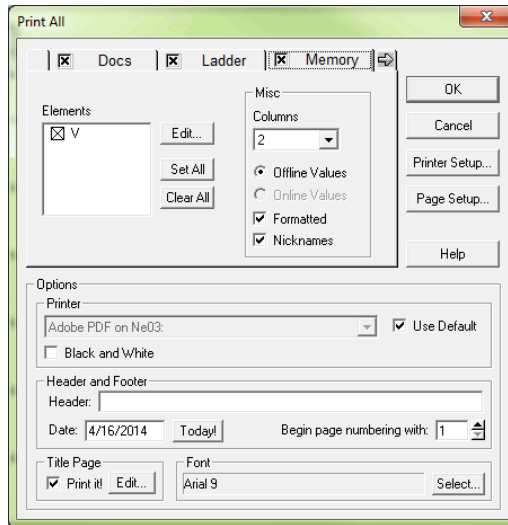 Print All
Docs
Ladder
Memory
OK
Cancel
Printer Setup...
Page Setup...
Help
Elements
V
Edit...
Set All
Clear All
Misc
Columns
2
Offline Values
Online Values
Formatted
Nicknames
Options
Printer
Adobe PDF on Ne03:
Use Default
Black and White
Header and Footer
Header:
Date: 4/16/2014 Today! Begin page numbering with: 1
Title Page
Print it! Edit...
Font
Arial 9 Select...